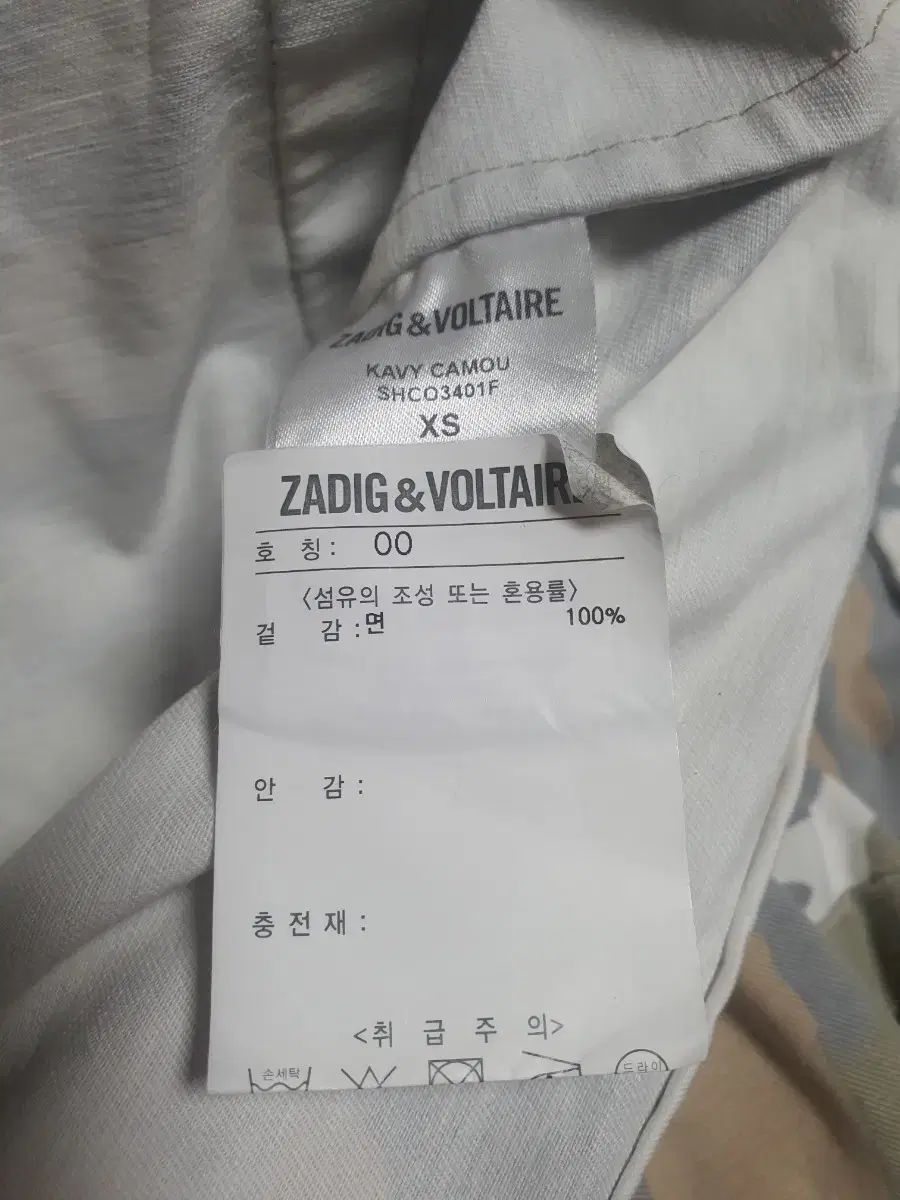 ZADIG & VOLTAIRE
KAVY CAMOU
SHCO3401F
XS
ZADIG & VOLTAIR
호 칭 : 00
<섬유의 조성 또는 혼용률>
겉 감 : 면 100%
안 감 :
충 전 재 :
<취 급 주 의>
손세탁 드라이